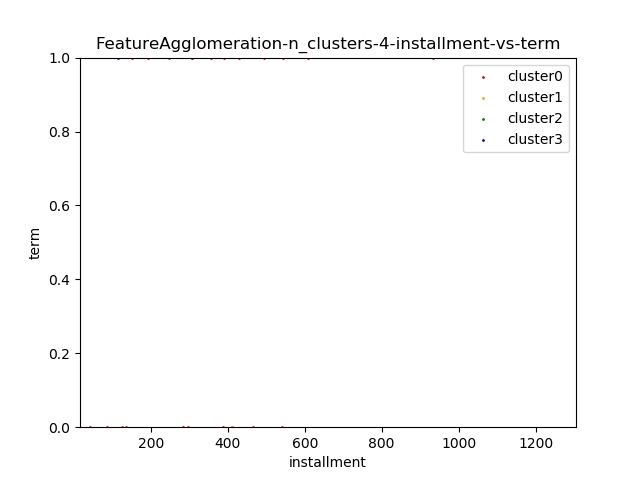 FeatureAgglomeration-n_clusters-4-installment-vs-term
1.0
0.8
0.6
0.4
0.2
0.0
term
cluster0
cluster1
cluster2
cluster3
200 400 600 800 1000 1200
installment